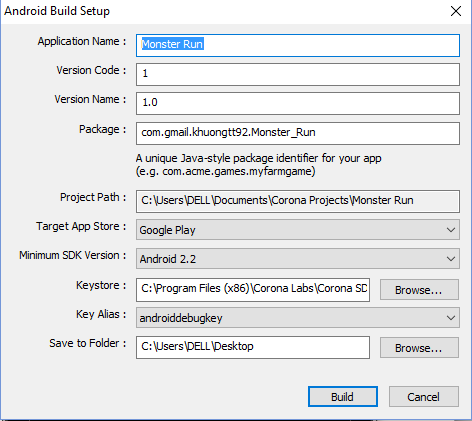 Android Build Setup
Application Name : Monster Run
Version Code : 1
Version Name : 1.0
Package : com.gmail.khuongtt92.Monster_Run
A unique Java-style package identifier for your app
(e.g. com.acme.games.myfarmgame)
Project Path : C:\Users\DELL\Documents\Corona Projects\Monster Run
Target App Store : Google Play
Minimum SDK Version : Android 2.2
Keystore : C:\Program Files (x86)\Corona Labs\Corona SD Browse...
Key Alias : androiddebugkey
Save to Folder : C:\Users\DELL\Desktop Browse...
Build Cancel